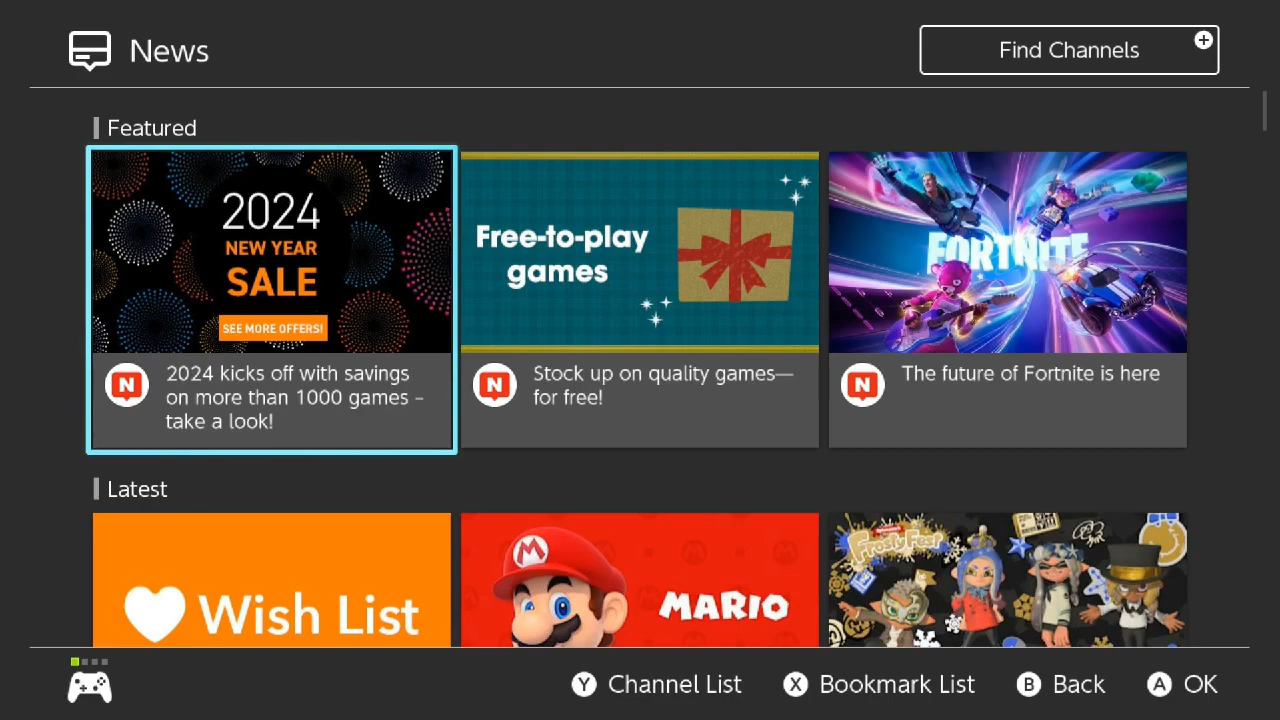 News
Find Channels
Featured
2024
NEW YEAR
SALE
SEE MORE OFFERS!
Free-to-play
games
FORTNITE
N
2024 kicks off with savings
on more than 1000 games –
take a look!
N
Stock up on quality games—
for free!
N
The future of Fortnite is here
Latest
Wish List
M
MARIO
Frosty Fest
Y Channel List
X Bookmark List
B Back
A OK